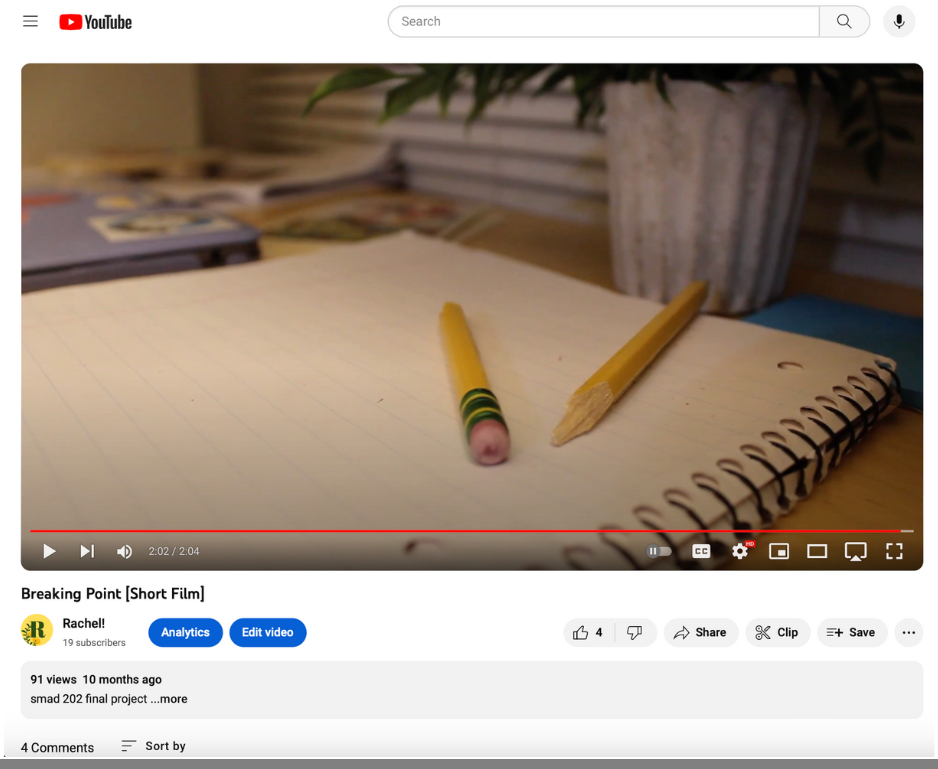 YouTube
Search
2:02 / 2:04
CC
HD
Breaking Point [Short Film]
R
Rachel!
19 subscribers
Analytics
Edit video
4
Share
Clip
Save
91 views 10 months ago
smad 202 final project ...more
4 Comments
Sort by